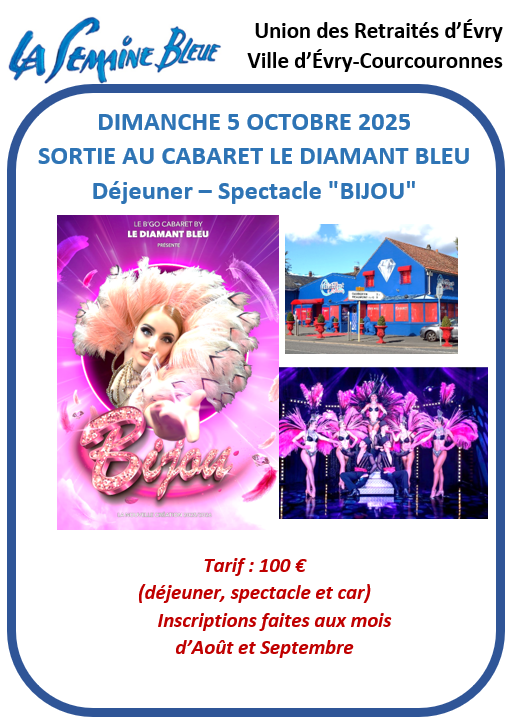 LA SEMAINE BLEUE
Union des Retraités d’Évry
Ville d’Évry-Courcouronnes
DIMANCHE 5 OCTOBRE 2025
SORTIE AU CABARET LE DIAMANT BLEU
Déjeuner – Spectacle "BIJOU"
LE B'GO CABARET BY
LE DIAMANT BLEU
PRÉSENTE
Bijou
Tarif : 100 €
(déjeuner, spectacle et car)
Inscriptions faites aux mois
d’Août et Septembre